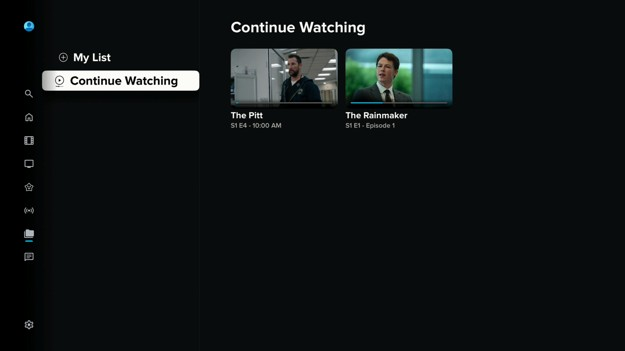 Continue Watching
My List
Continue Watching
The Pitt
S1 E4 - 10:00 AM
The Rainmaker
S1 E1 - Episode 1